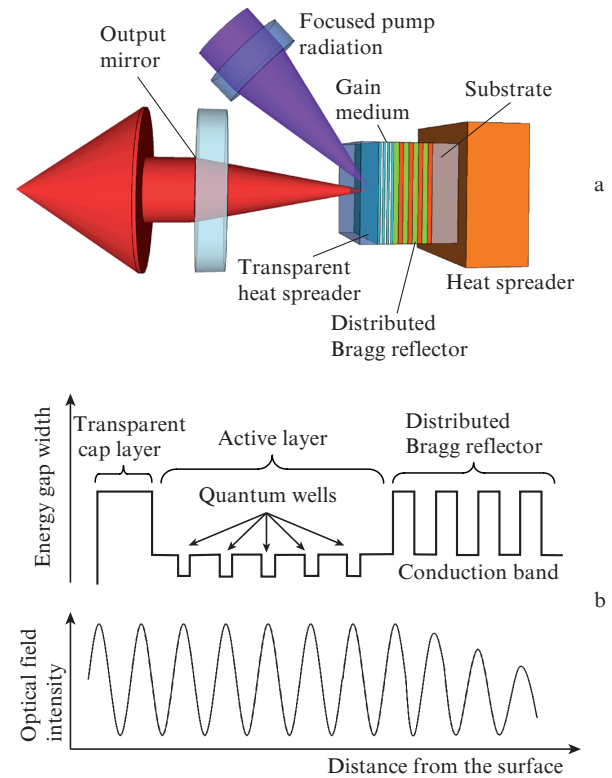 Focused pump
radiation
Output
mirror
Gain
medium
Substrate
a
Transparent
heat spreader
Heat spreader
Distributed
Bragg reflector
Energy gap width
Transparent
cap layer
Active layer
Distributed
Bragg reflector
Quantum wells
Conduction band
b
Optical field
intensity
Distance from the surface